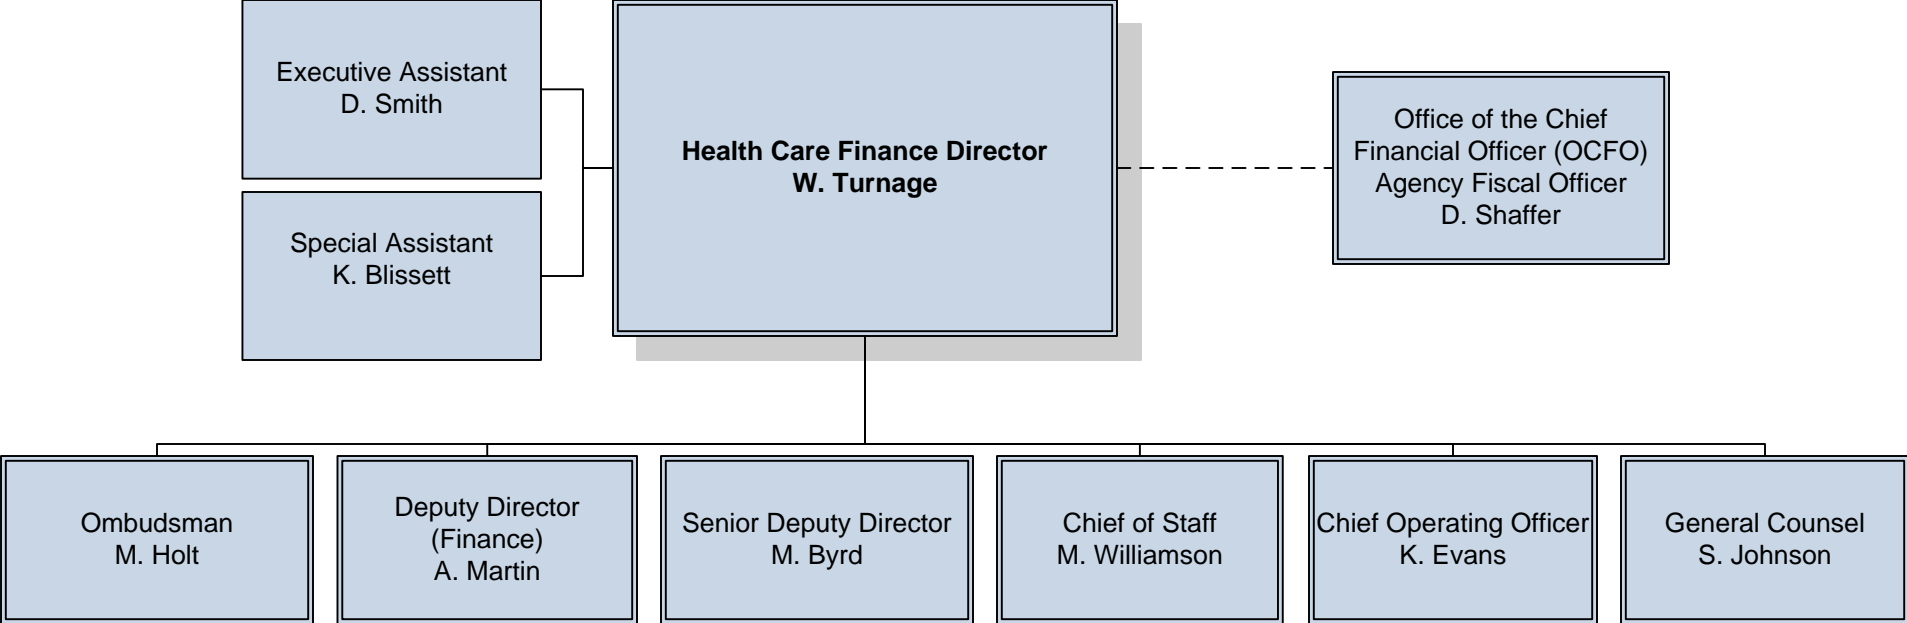 Executive Assistant
D. Smith
Special Assistant
K. Blissett
Health Care Finance Director
W. Turnage
Office of the Chief
Financial Officer (OCFO)
Agency Fiscal Officer
D. Shaffer
Ombudsman
M. Holt
Deputy Director
(Finance)
A. Martin
Senior Deputy Director
M. Byrd
Chief of Staff
M. Williamson
Chief Operating Officer
K. Evans
General Counsel
S. Johnson